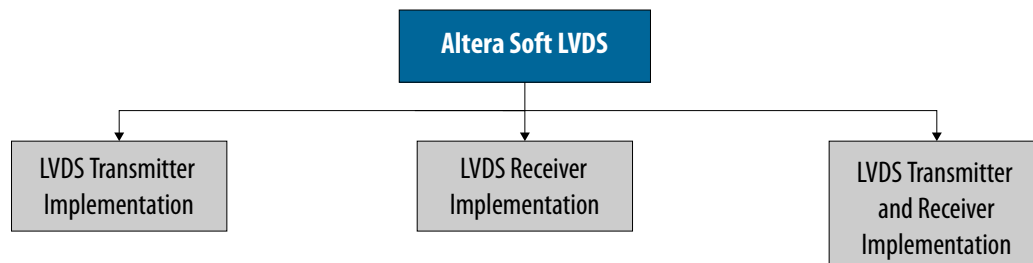 Altera Soft LVDS
LVDS Transmitter
Implementation
LVDS Receiver
Implementation
LVDS Transmitter
and Receiver
Implementation